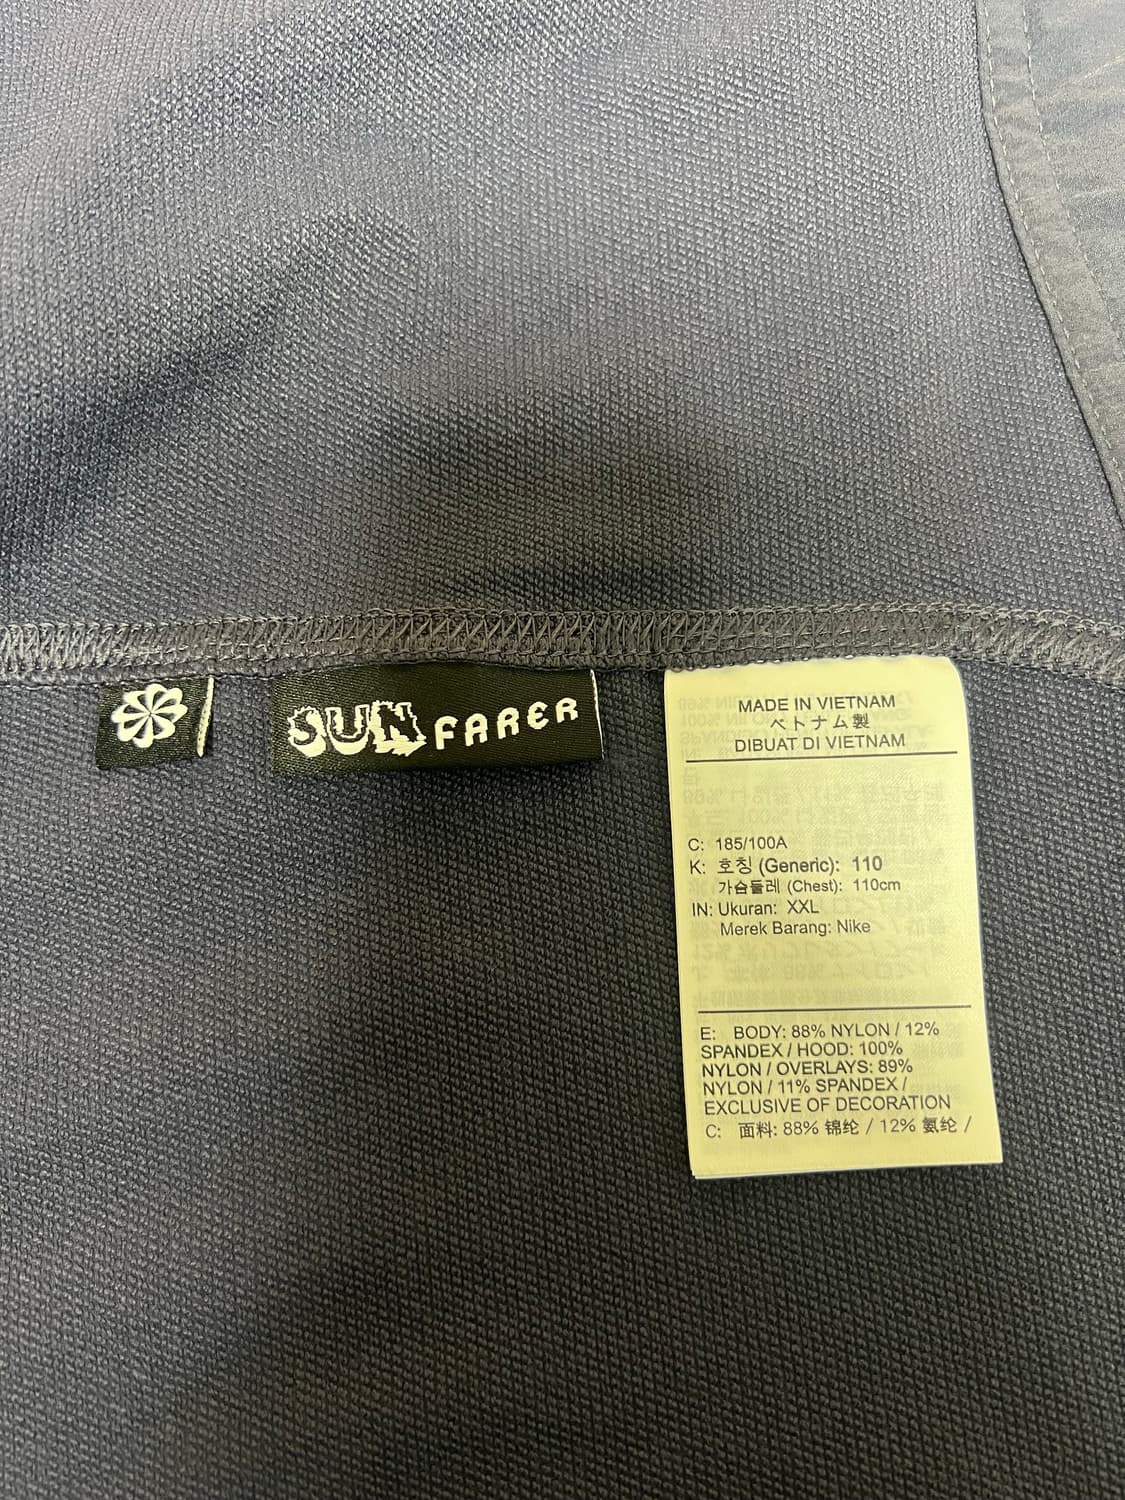 SUN FARER
MADE IN VIETNAM
ベトナム製
DIBUAT DI VIETNAM
C: 185/100A
K: 호칭 (Generic): 110
가슴둘레 (Chest): 110cm
IN: Ukuran: XXL
Merek Barang: Nike
E: BODY: 88% NYLON / 12%
SPANDEX / HOOD: 100%
NYLON / OVERLAYS: 89%
NYLON / 11% SPANDEX /
EXCLUSIVE OF DECORATION
C: 面料: 88% 锦纶 / 12% 氨纶 /